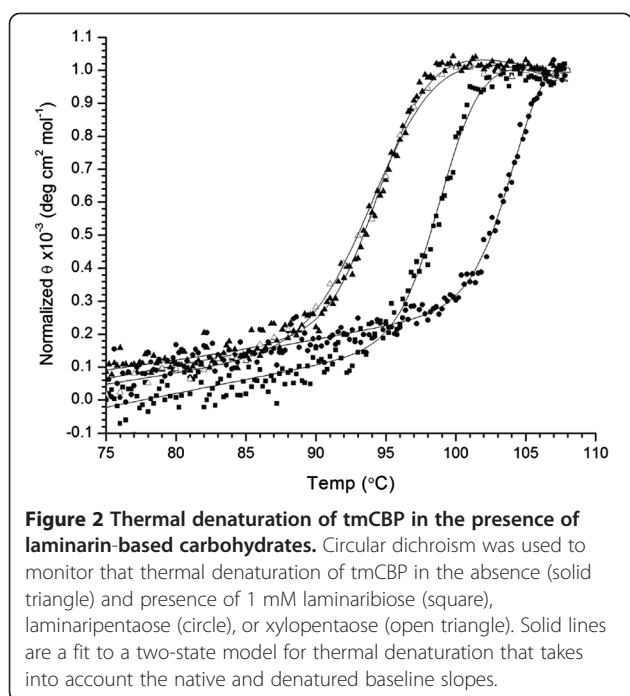 1.1
1.0
0.9
0.8
0.7
0.6
0.5
0.4
0.3
0.2
0.1
0.0
-0.1
Normalized θ x10⁻³ (deg cm² mol⁻¹)
75 80 85 90 95 100 105 110
Temp (°C)
Figure 2 Thermal denaturation of tmCBP in the presence of
laminarin-based carbohydrates. Circular dichroism was used to
monitor that thermal denaturation of tmCBP in the absence (solid
triangle) and presence of 1 mM laminaribiose (square),
laminaripentaose (circle), or xylopentaose (open triangle). Solid lines
are a fit to a two-state model for thermal denaturation that takes
into account the native and denatured baseline slopes.